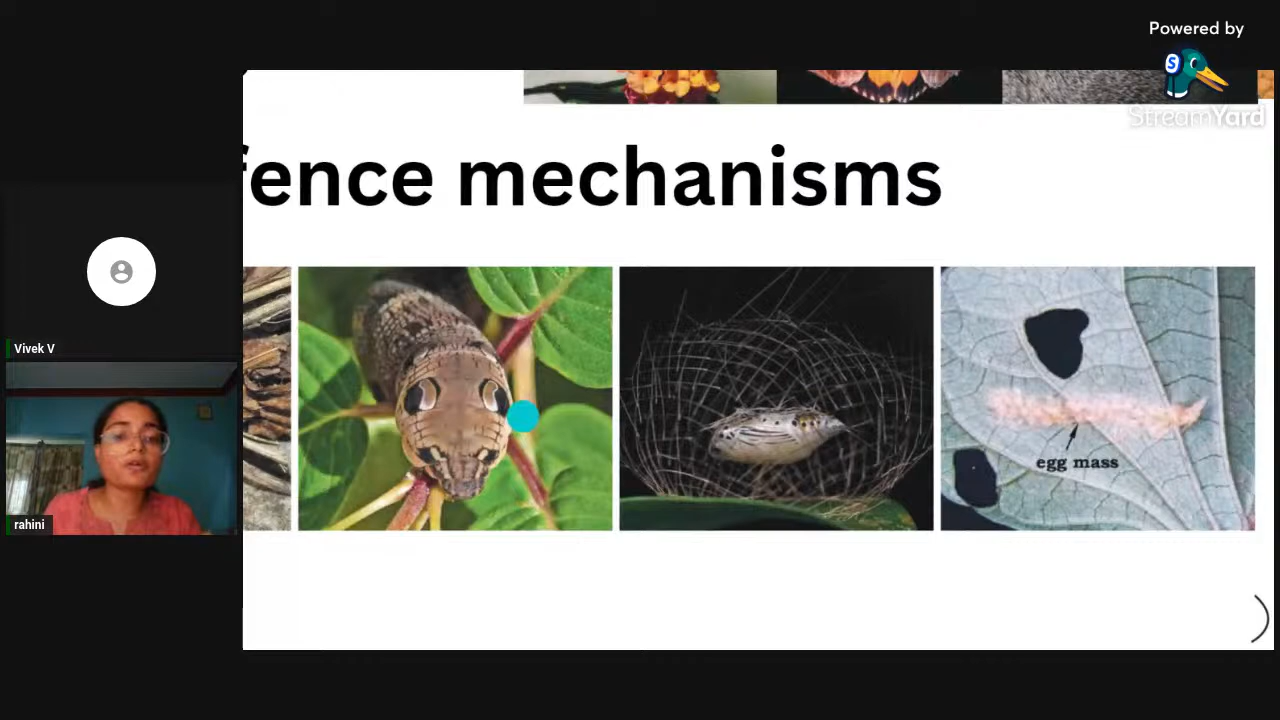 Powered by
StreamYard
fence mechanisms
Vivek V
egg mass
rahini